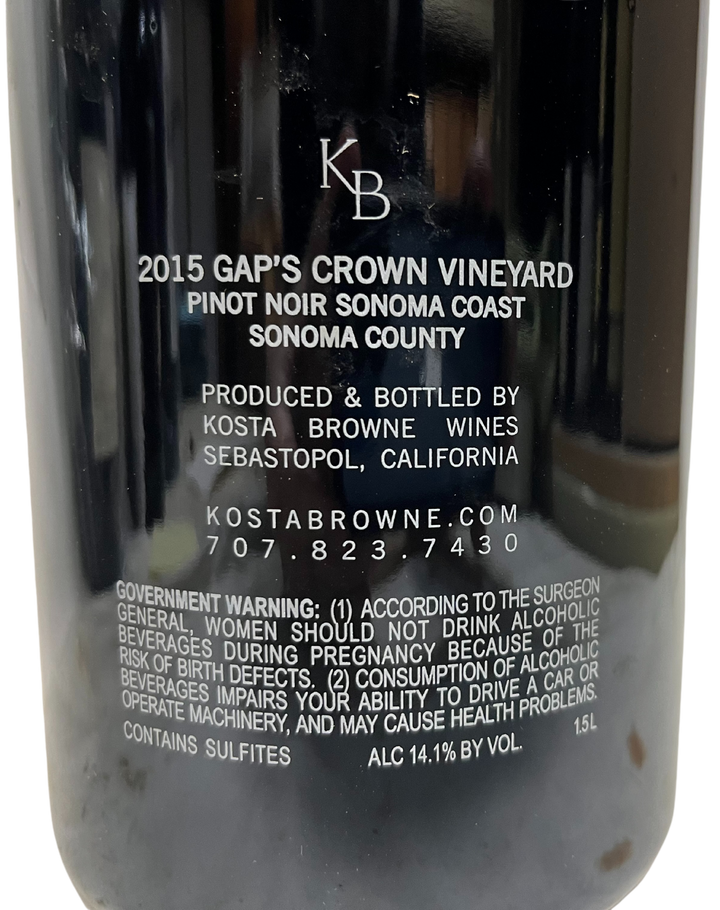 KB
2015 GAP'S CROWN VINEYARD
PINOT NOIR SONOMA COAST
SONOMA COUNTY
PRODUCED & BOTTLED BY
KOSTA BROWNE WINES
SEBASTOPOL, CALIFORNIA
KOSTABROWNE.COM
707.823.7430
GOVERNMENT WARNING: (1) ACCORDING TO THE SURGEON
GENERAL, WOMEN SHOULD NOT DRINK ALCOHOLIC
BEVERAGES DURING PREGNANCY BECAUSE OF THE
RISK OF BIRTH DEFECTS. (2) CONSUMPTION OF ALCOHOLIC
BEVERAGES IMPAIRS YOUR ABILITY TO DRIVE A CAR OR
OPERATE MACHINERY, AND MAY CAUSE HEALTH PROBLEMS.
CONTAINS SULFITES ALC 14.1% BY VOL. 1.5L